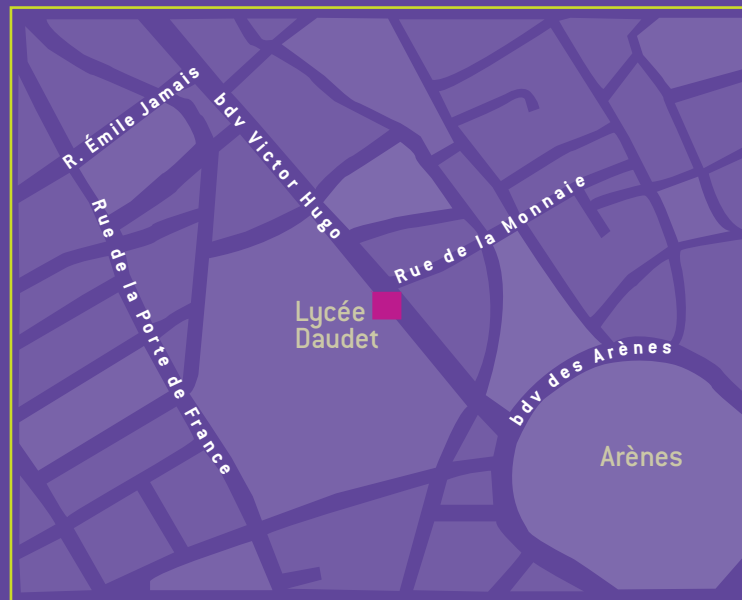 R. Émile Jamais
bdv Victor Hugo
Rue de la Monnaie
Rue de la Porte de France
Lycée
Daudet
bdv des Arènes
Arènes